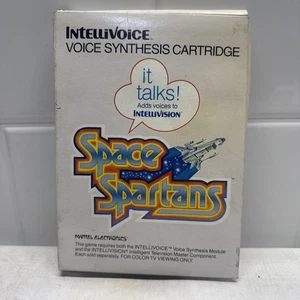 INTELLIVOICE
VOICE SYNTHESIS CARTRIDGE
it
talks!
Adds voices to
INTELLIVISION
Space
Spartans
MATTEL ELECTRONICS
This game requires both the INTELLIVOICE™ Voice Synthesis Module
and the INTELLIVISION® Intelligent Television Master Component.
Each sold separately. FOR COLOR TV VIEWING ONLY